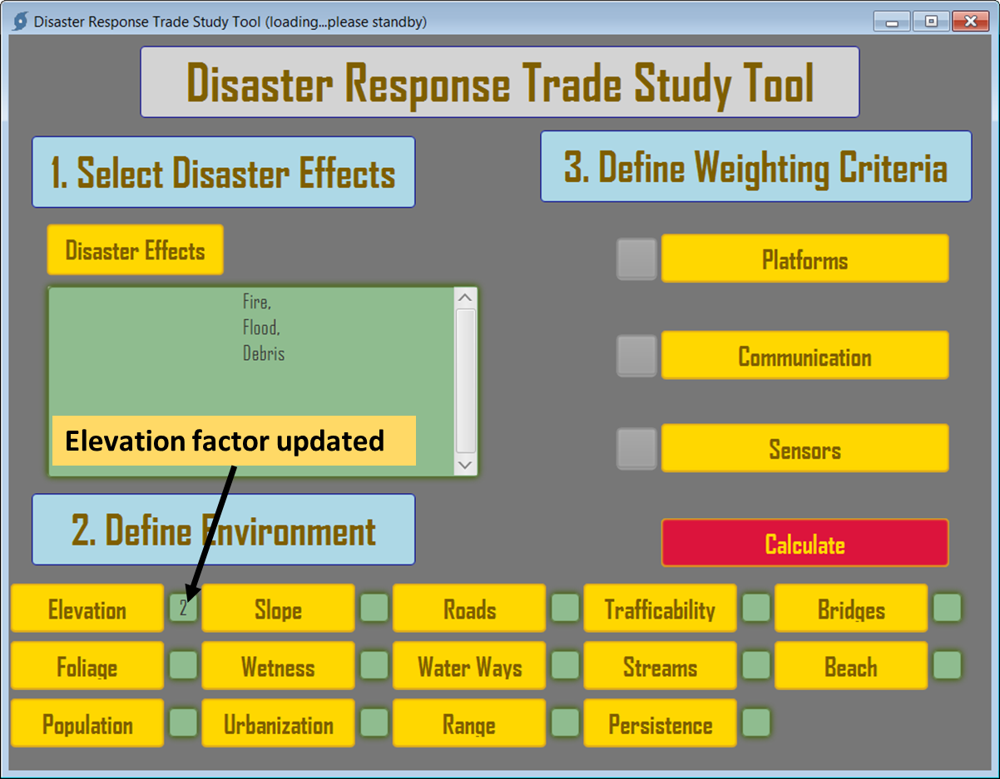 Disaster Response Trade Study Tool (loading...please standby)
Disaster Response Trade Study Tool
1. Select Disaster Effects
Disaster Effects
Fire,
Flood,
Debris
Elevation factor updated
2. Define Environment
3. Define Weighting Criteria
Platforms
Communication
Sensors
Calculate
Elevation 2 Slope Roads Trafficability Bridges
Foliage Wetness Water Ways Streams Beach
Population Urbanization Range Persistence